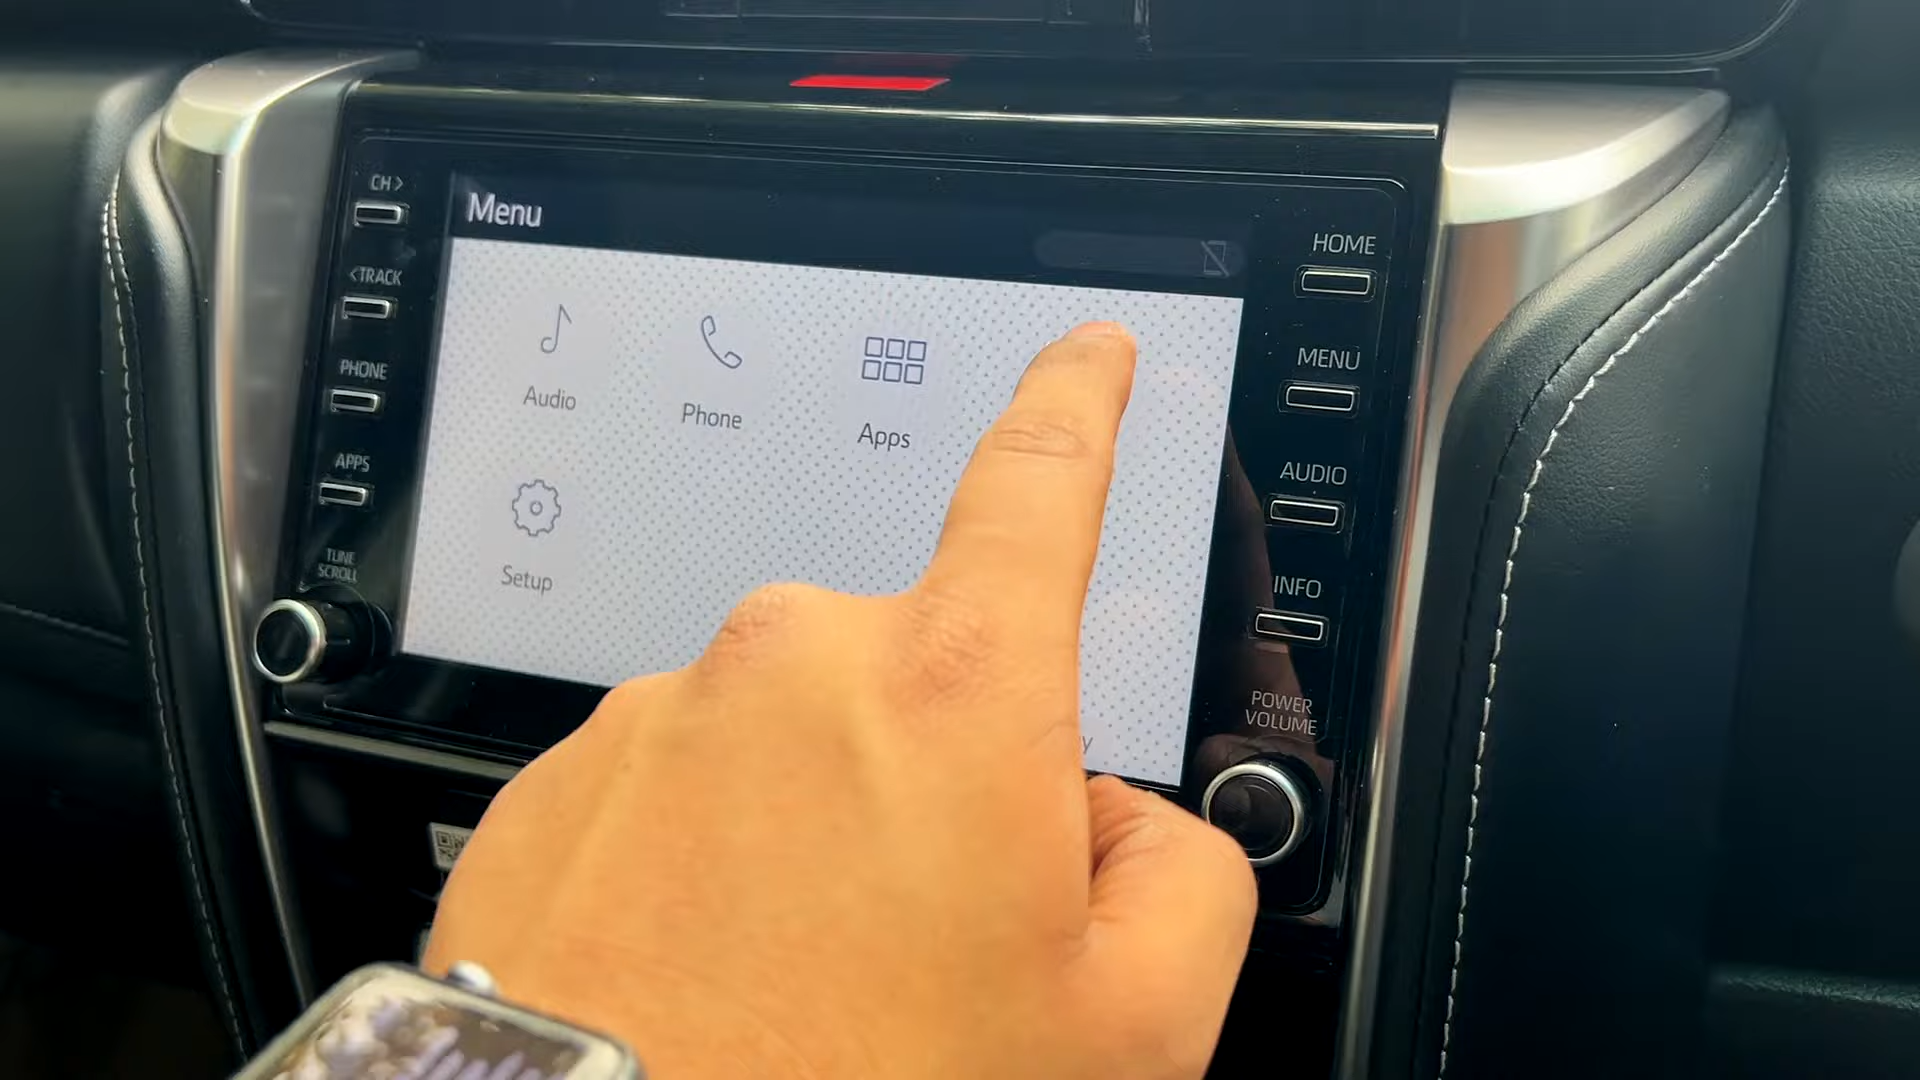 CH>
<TRACK
PHONE
APPS
TUNE
SCROLL
Menu
Audio
Phone
Apps
Setup
y
HOME
MENU
AUDIO
INFO
POWER
VOLUME